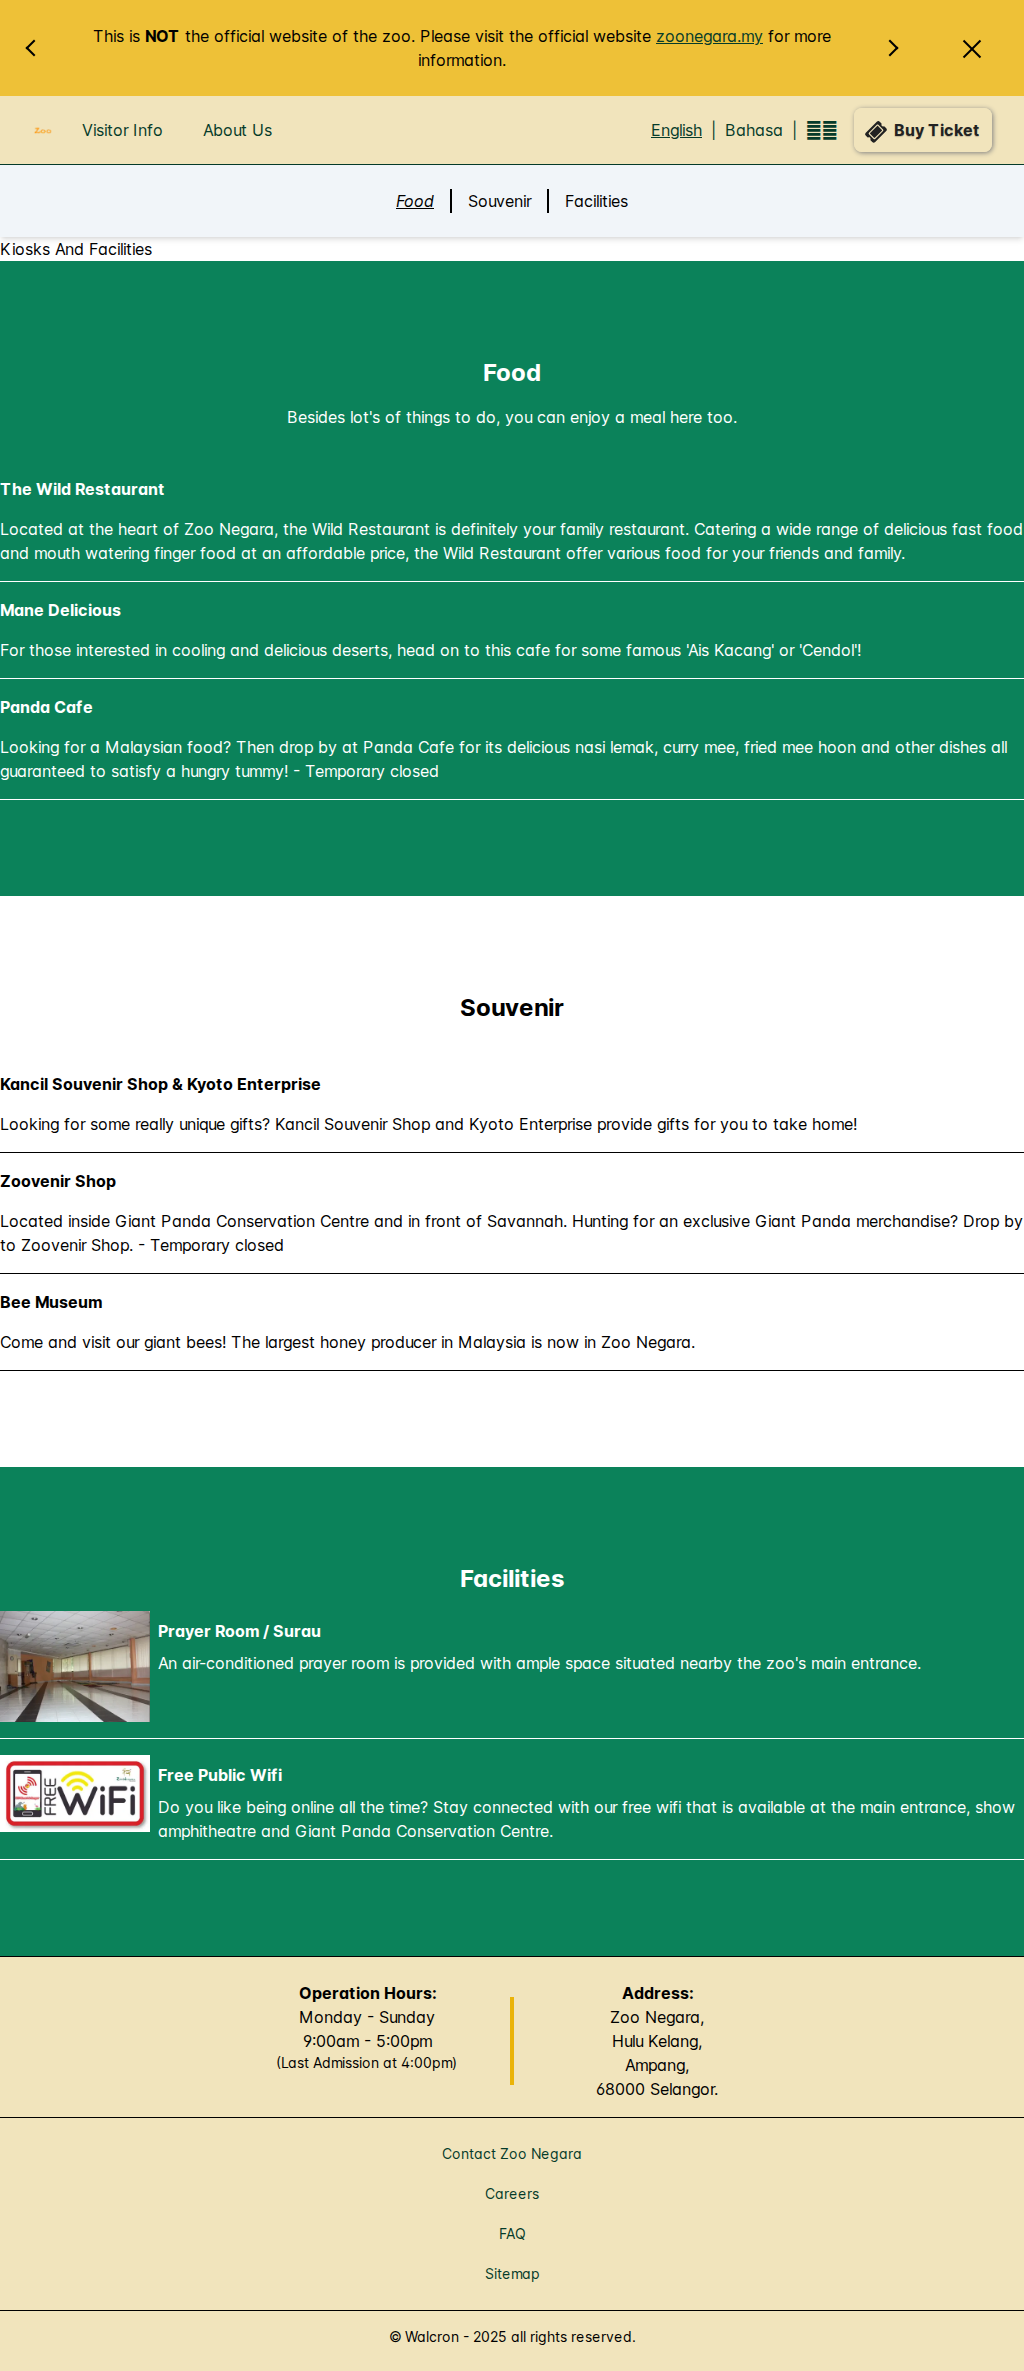 This is NOT the official website of the zoo. Please visit the official website zoonegara.my for more
information.
Zoo
Visitor Info
About Us
English | Bahasa |
Buy Ticket
Food
Souvenir
Facilities
Kiosks And Facilities
Food
Besides lot's of things to do, you can enjoy a meal here too.
The Wild Restaurant
Located at the heart of Zoo Negara, the Wild Restaurant is definitely your family restaurant. Catering a wide range of delicious fast food
and mouth watering finger food at an affordable price, the Wild Restaurant offer various food for your friends and family.
Mane Delicious
For those interested in cooling and delicious deserts, head on to this cafe for some famous 'Ais Kacang' or 'Cendol'!
Panda Cafe
Looking for a Malaysian food? Then drop by at Panda Cafe for its delicious nasi lemak, curry mee, fried mee hoon and other dishes all
guaranteed to satisfy a hungry tummy! - Temporary closed
Souvenir
Kancil Souvenir Shop & Kyoto Enterprise
Looking for some really unique gifts? Kancil Souvenir Shop and Kyoto Enterprise provide gifts for you to take home!
Zoovenir Shop
Located inside Giant Panda Conservation Centre and in front of Savannah. Hunting for an exclusive Giant Panda merchandise? Drop by
to Zoovenir Shop. - Temporary closed
Bee Museum
Come and visit our giant bees! The largest honey producer in Malaysia is now in Zoo Negara.
Facilities
Prayer Room / Surau
An air-conditioned prayer room is provided with ample space situated nearby the zoo's main entrance.
FREE WiFi
Free Public Wifi
Do you like being online all the time? Stay connected with our free wifi that is available at the main entrance, show
amphitheatre and Giant Panda Conservation Centre.
Operation Hours:
Monday - Sunday
9:00am - 5:00pm
(Last Admission at 4:00pm)
Address:
Zoo Negara,
Hulu Kelang,
Ampang,
68000 Selangor.
Contact Zoo Negara
Careers
FAQ
Sitemap
© Walcron - 2025 all rights reserved.